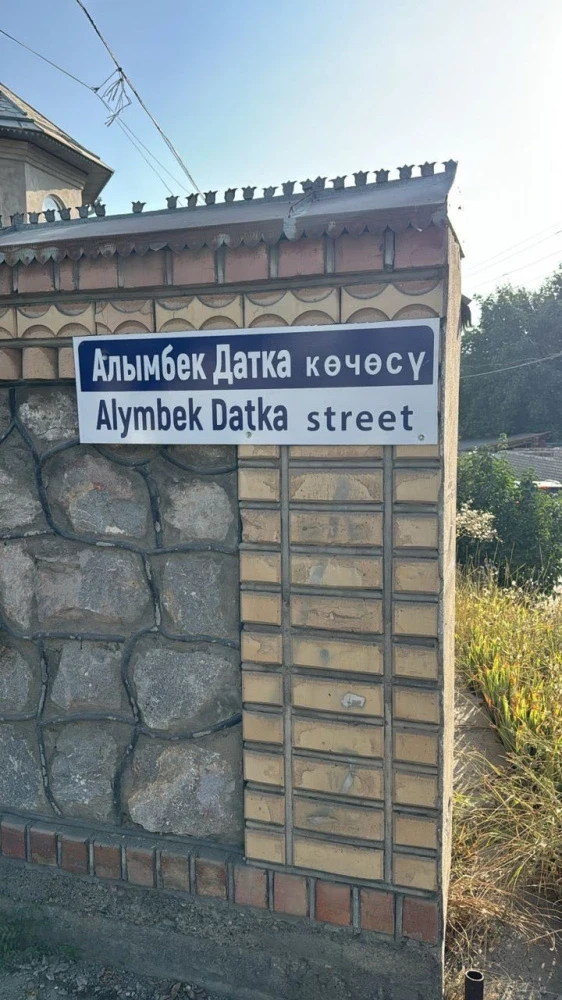 Алымбек Датка көчөсү
Alymbek Datka street